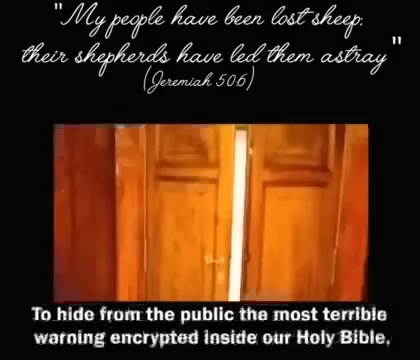 "My people have been lost sheep:
their shepherds have led them astray"
(Jeremiah 50:6)
To hide from the public the most terrible
warning encrypted inside our Holy Bible,